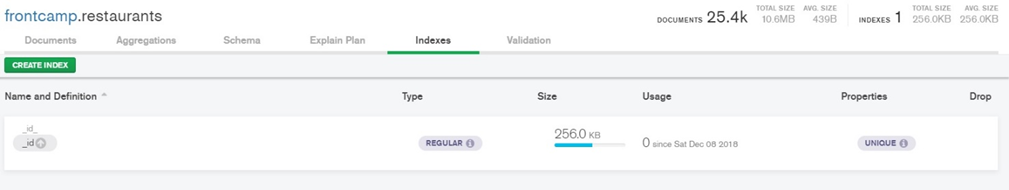 frontcamp.restaurants
DOCUMENTS 25.4k TOTAL SIZE 10.6MB AVG. SIZE 439B INDEXES 1 TOTAL SIZE 256.0KB AVG. SIZE 256.0KB
Documents Aggregations Schema Explain Plan Indexes Validation
CREATE INDEX
Name and Definition Type Size Usage Properties Drop
_id_
_id REGULAR 256.0 KB 0 since Sat Dec 08 2018 UNIQUE